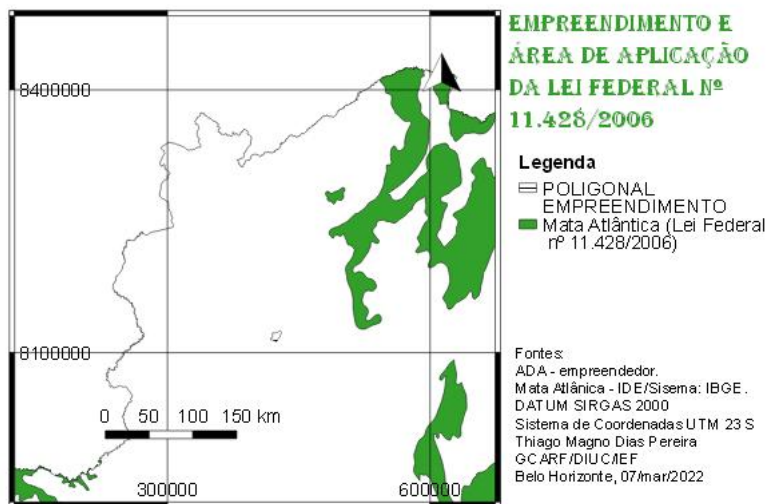 EMPREENDIMENTO E
ÁREA DE APLICAÇÃO
DA LEI FEDERAL Nº
11.428/2006
Legenda
POLIGONAL
EMPREENDIMENTO
Mata Atlântica (Lei Federal
nº 11.428/2006)
8400000
8100000
0 50 100 150 km
300000 600000
Fontes:
ADA - empreendedor.
Mata Atlânica - IDE/Sisema: IBGE.
DATUM SIRGAS 2000
Sistema de Coordenadas UTM 23 S
Thiago Magno Dias Pereira
GCARF/DIUC/IEF
Belo Horizonte, 07/mar/2022